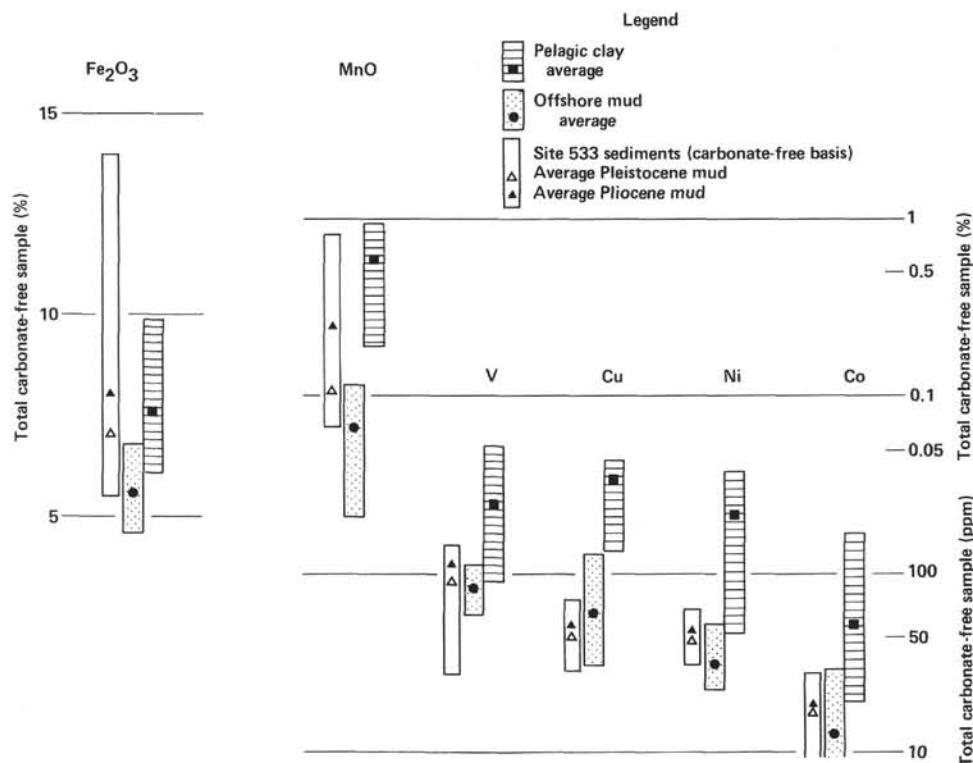 Legend
Pelagic clay
average
Offshore mud
average
Site 533 sediments (carbonate-free basis)
Average Pleistocene mud
Average Pliocene mud
Fe2O3
MnO
15
10
5
Total carbonate-free sample (%)
1
0.5
0.1
0.05
Total carbonate-free sample (%)
V
Cu
Ni
Co
100
50
10
Total carbonate-free sample (ppm)